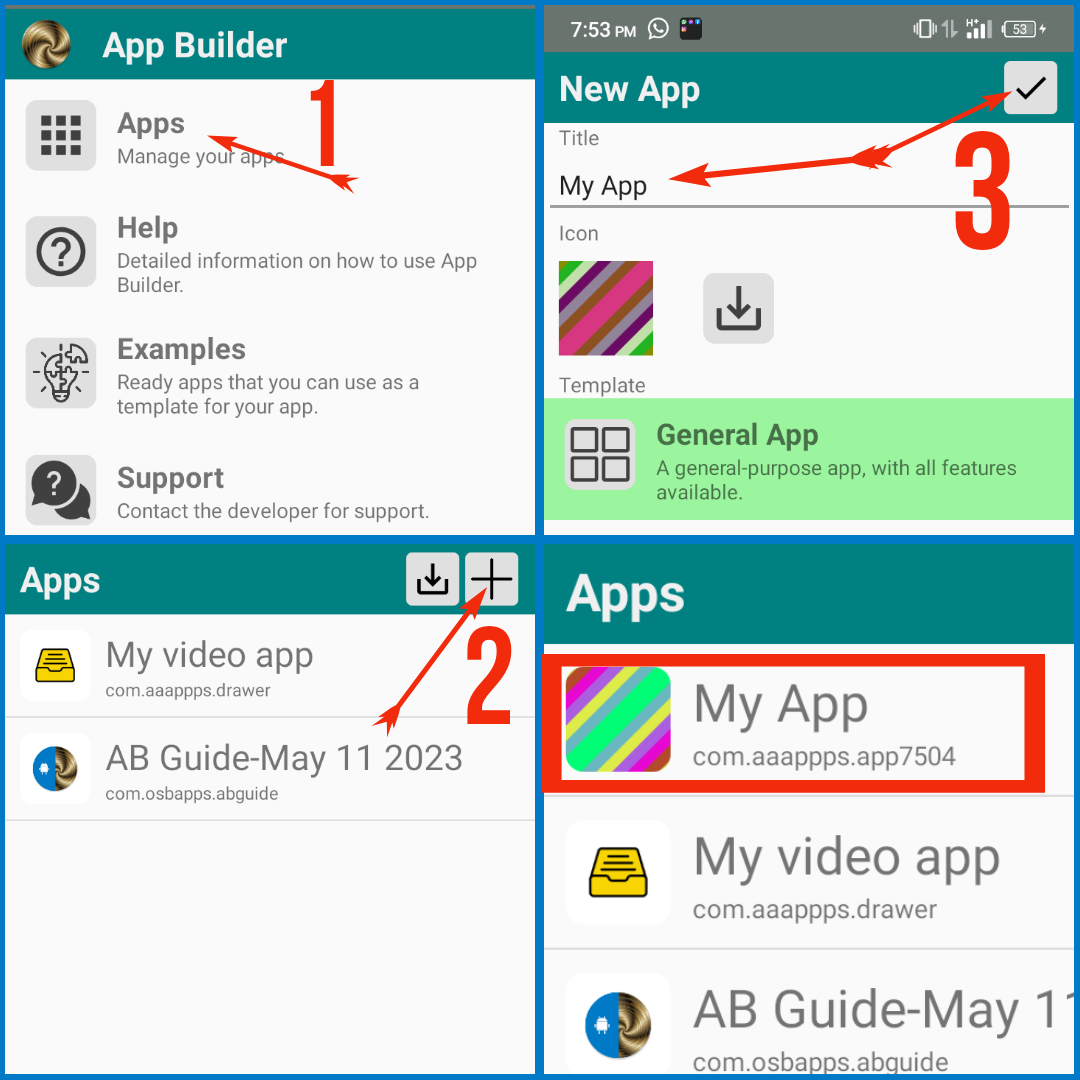 App Builder
1
Apps
Manage your apps
Help
Detailed information on how to use App
Builder.
Examples
Ready apps that you can use as a
template for your app.
Support
Contact the developer for support.
7:53 PM
H+
53
New App
Title
My App
3
Icon
Template
General App
A general-purpose app, with all features
available.
Apps
2
My video app
com.aaappps.drawer
AB Guide-May 11 2023
com.osbapps.abguide
Apps
My App
com.aaappps.app7504
My video app
com.aaappps.drawer
AB Guide-May 11
com.osbapps.abguide